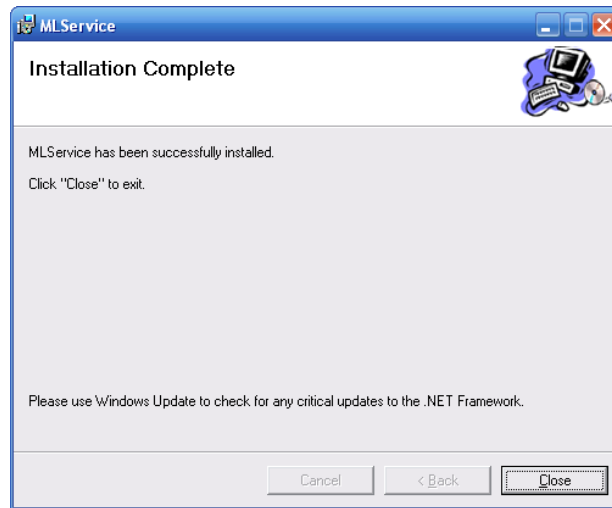 MLService
Installation Complete
MLService has been successfully installed.
Click "Close" to exit.
Please use Windows Update to check for any critical updates to the .NET Framework.
Cancel
< Back
Close